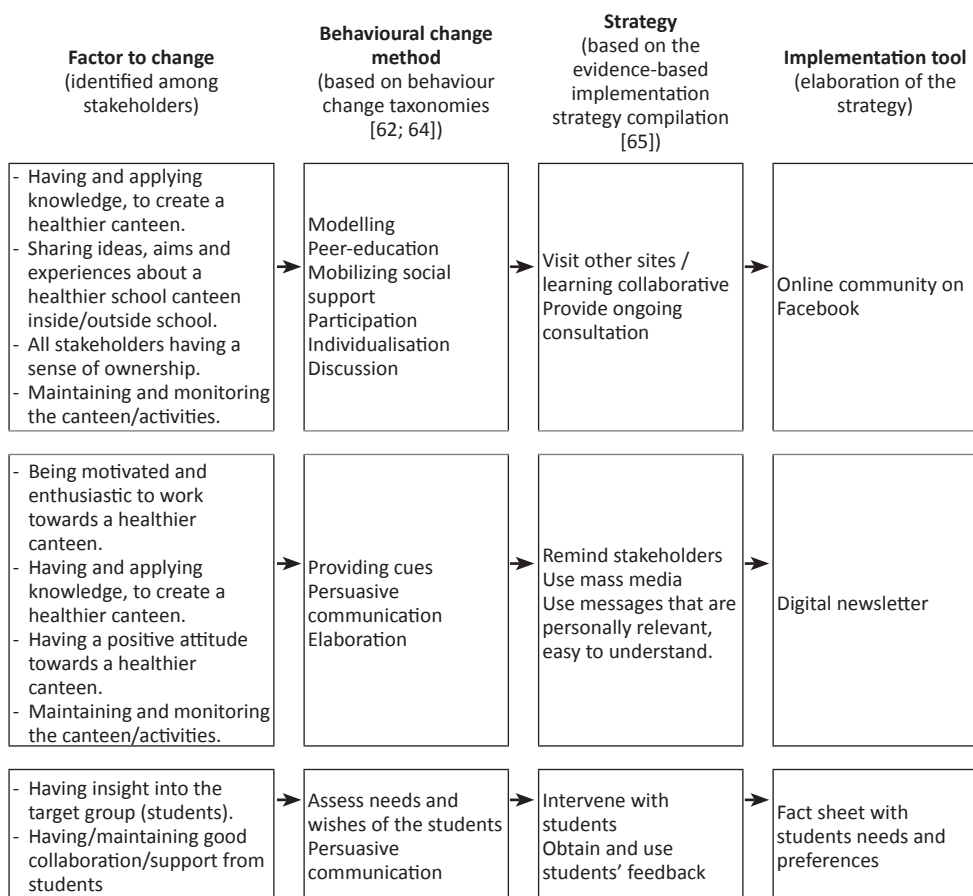 Factor to change
(identified among
stakeholders)
Behavioural change
method
(based on behaviour
change taxonomies
[62; 64])
Strategy
(based on the
evidence-based
implementation
strategy compilation
[65])
Implementation tool
(elaboration of the
strategy)
- Having and applying
knowledge, to create a
healthier canteen.
- Sharing ideas, aims and
experiences about a
healthier school canteen
inside/outside school.
- All stakeholders having a
sense of ownership.
- Maintaining and monitoring
the canteen/activities.
Modelling
Peer-education
Mobilizing social
support
Participation
Individualisation
Discussion
Visit other sites /
learning collaborative
Provide ongoing
consultation
Online community on
Facebook
- Being motivated and
enthusiastic to work
towards a healthier
canteen.
- Having and applying
knowledge, to create a
healthier canteen.
- Having a positive attitude
towards a healthier
canteen.
- Maintaining and monitoring
the canteen/activities.
Providing cues
Persuasive
communication
Elaboration
Remind stakeholders
Use mass media
Use messages that are
personally relevant,
easy to understand.
Digital newsletter
- Having insight into the
target group (students).
- Having/maintaining good
collaboration/support from
students
Assess needs and
wishes of the students
Persuasive
communication
Intervene with
students
Obtain and use
students’ feedback
Fact sheet with
students needs and
preferences